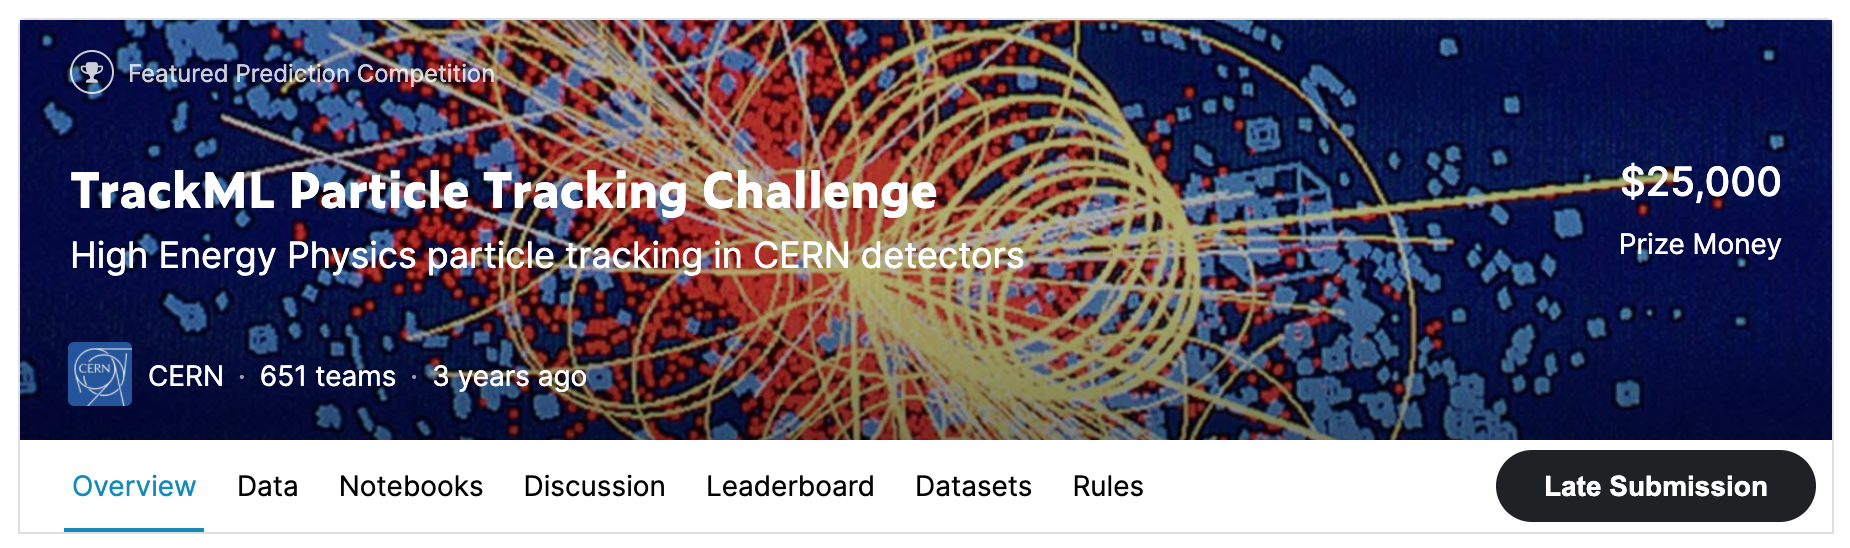 Featured Prediction Competition
TrackML Particle Tracking Challenge
$25,000
High Energy Physics particle tracking in CERN detectors
Prize Money
CERN
CERN · 651 teams · 3 years ago
Overview Data Notebooks Discussion Leaderboard Datasets Rules Late Submission